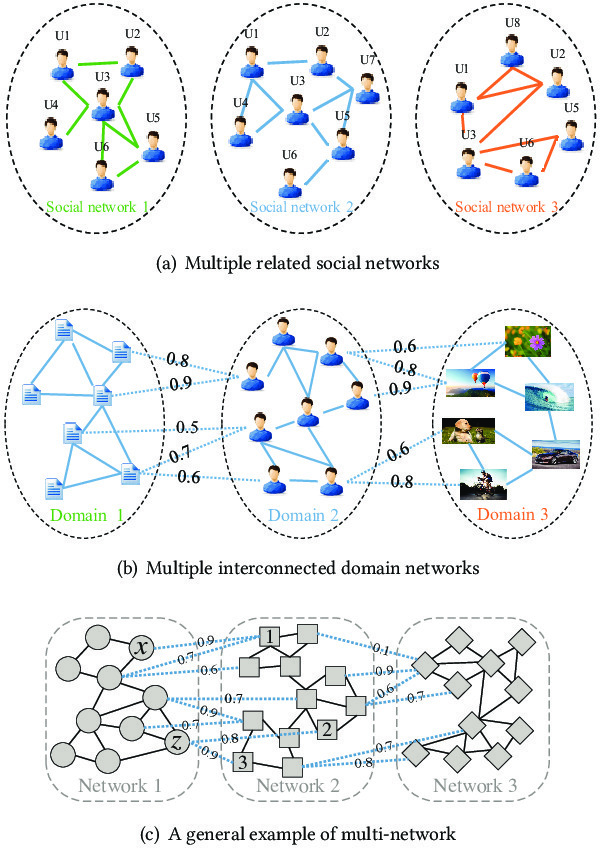 U1 U2 U3 U4 U5 U6
Social network 1
U1 U2 U7 U3 U4 U5 U6
Social network 2
U8 U2 U1 U5 U3 U6
Social network 3
(a) Multiple related social networks
0.8
0.9
0.5
0.7
0.6
0.6
0.8
0.9
0.6
0.8
Domain 1
Domain 2
Domain 3
(b) Multiple interconnected domain networks
x
z
0.9
0.7
0.6
0.7
0.9
0.7
0.8
0.9
1
2
3
0.1
0.9
0.6
0.7
0.7
0.8
Network 1
Network 2
Network 3
(c) A general example of multi-network